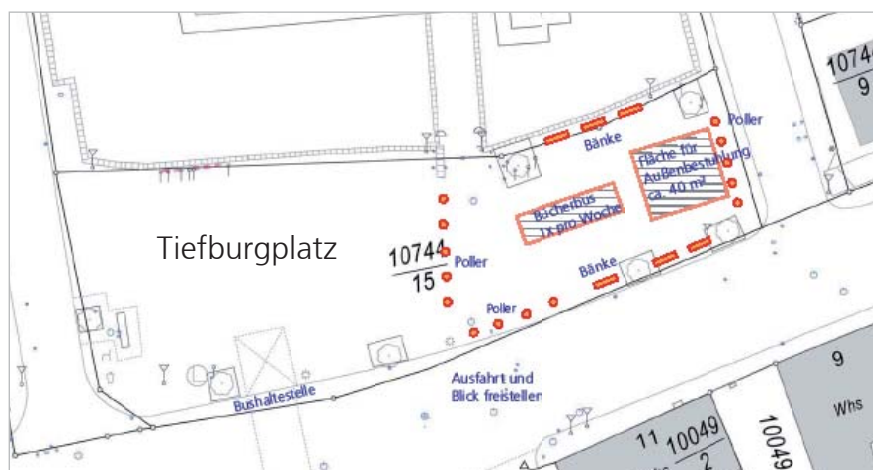 1074
9
Poller
Bänke
Fläche für
Außenbestuhlung
ca. 40 m²
Bücherbus
1X pro Woche
Tiefburgplatz
10744
15
Poller
Bänke
Poller
Ausfahrt und
Blick freistellen
Bushaltestelle
9
Whs
11
10049
2
10049